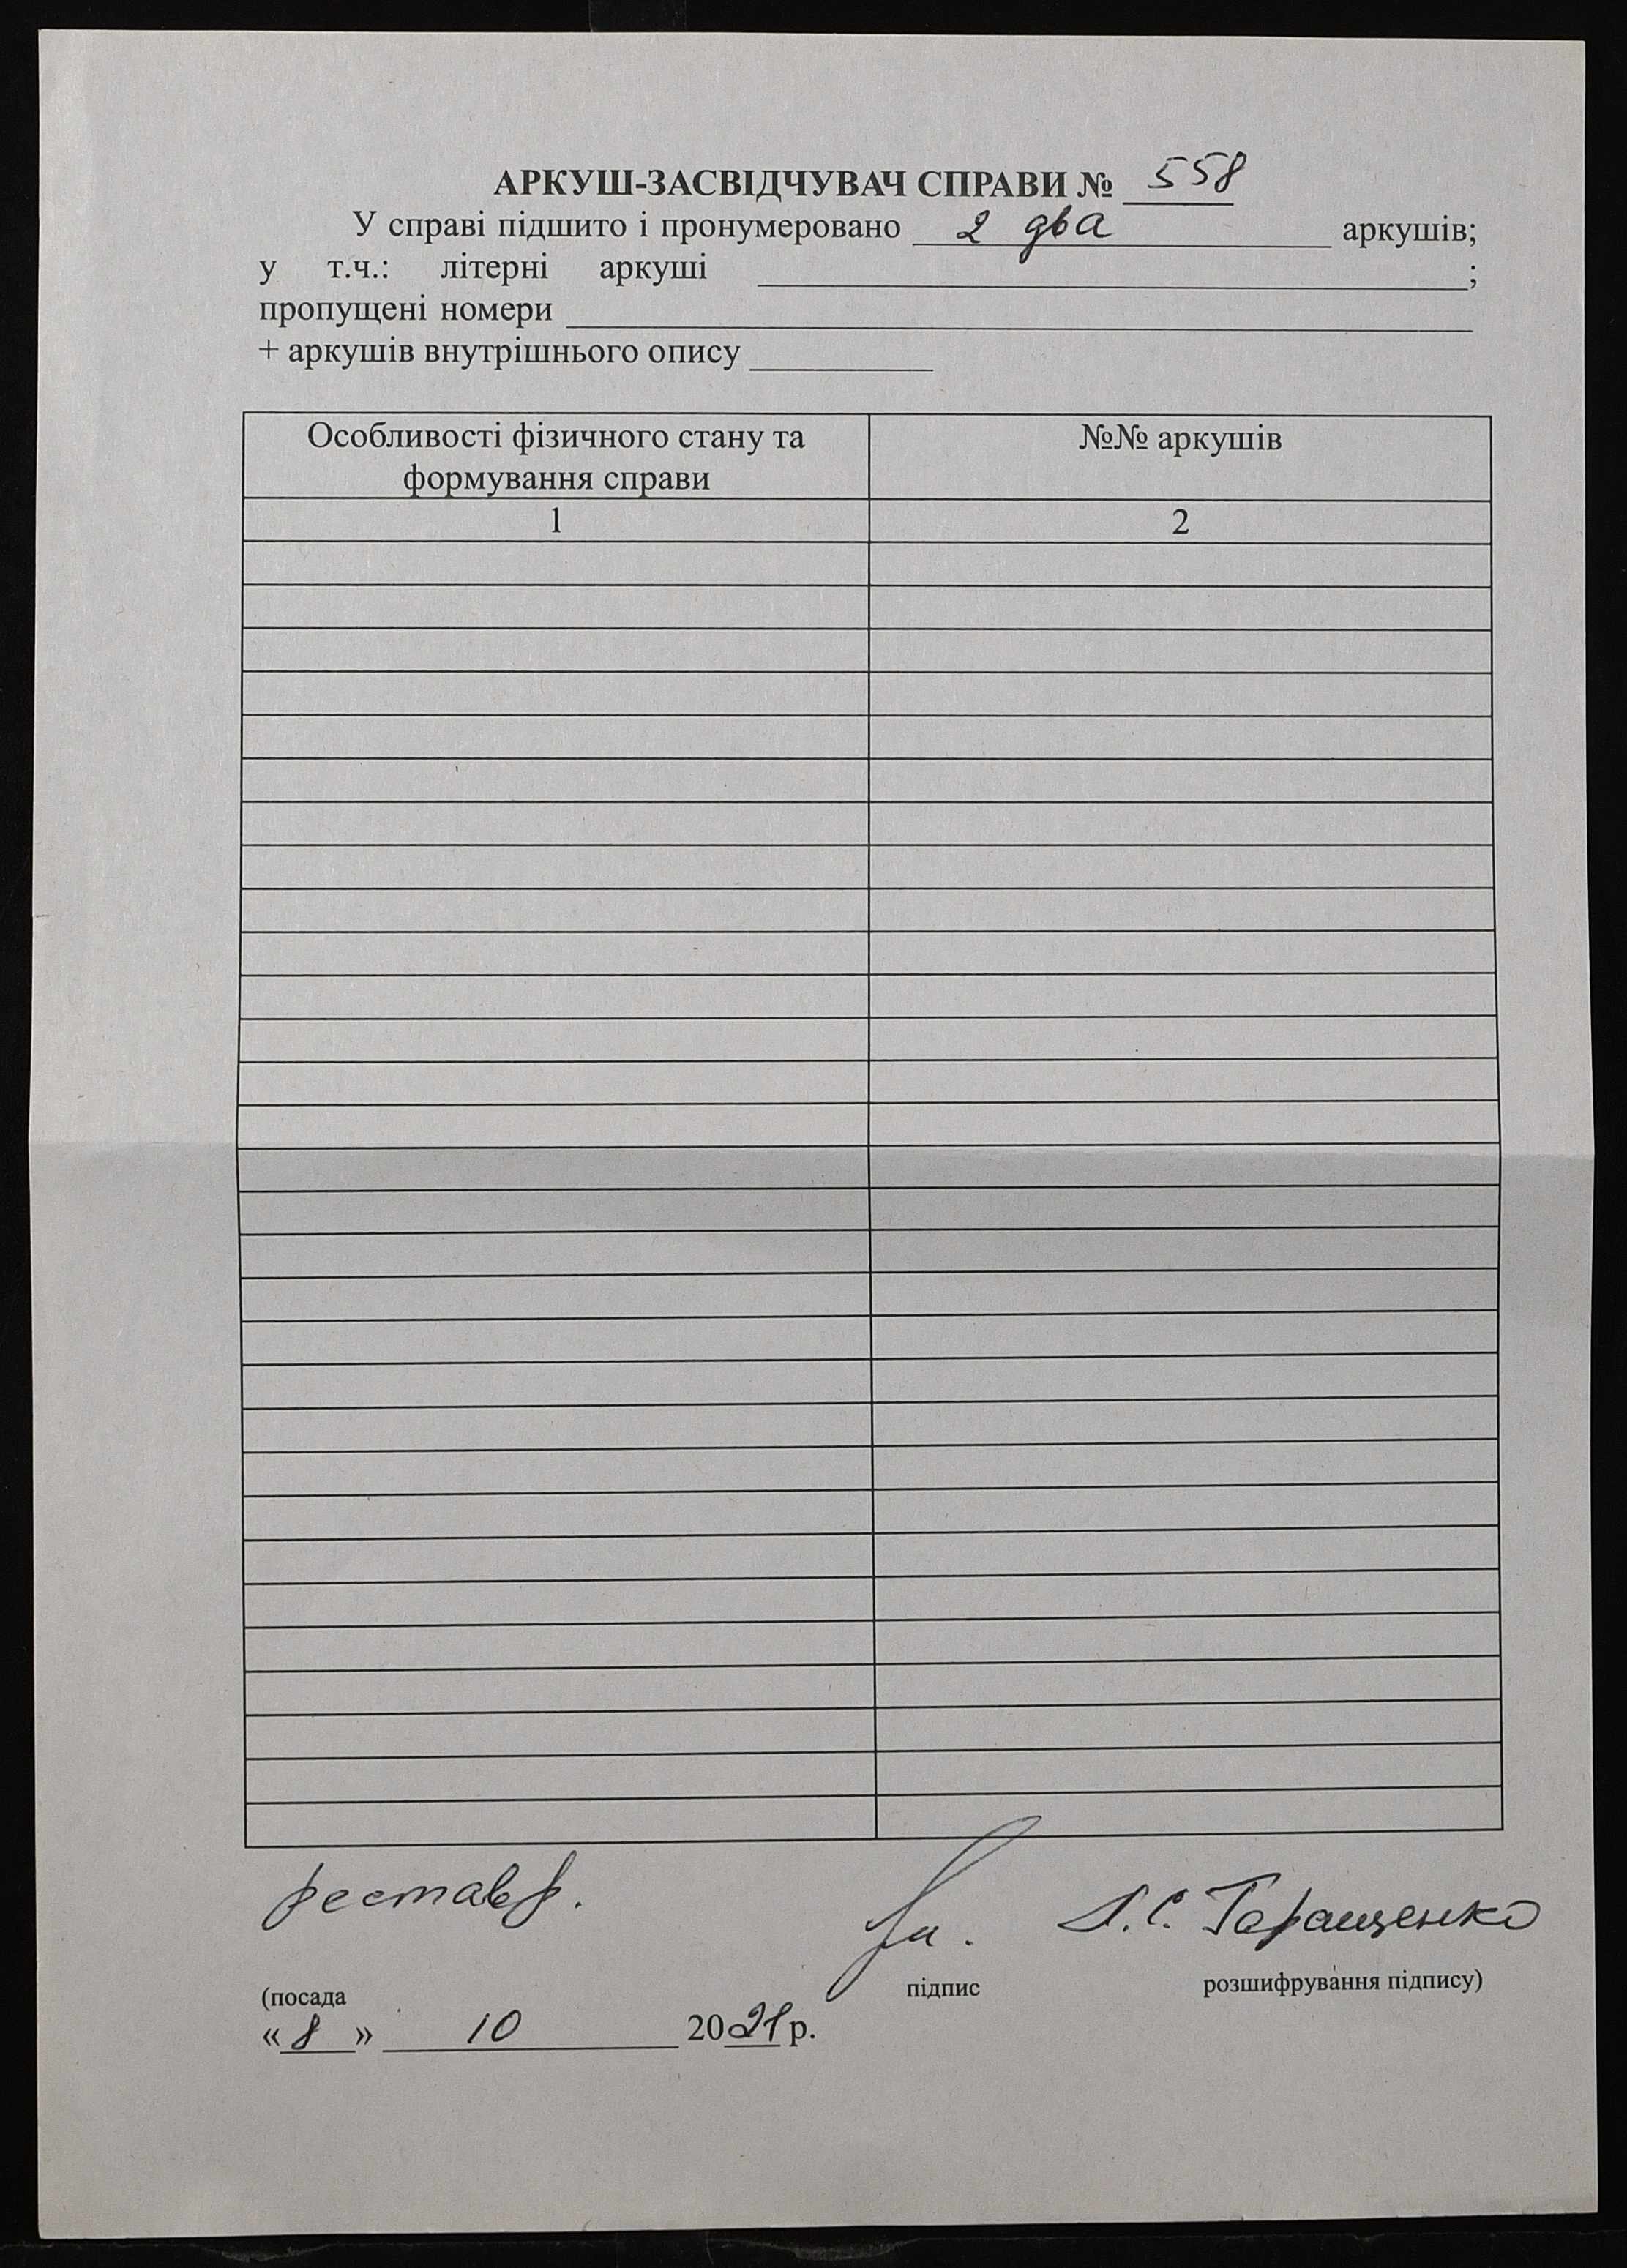 АРКУШ-ЗАСВІДЧУВАЧ СПРАВИ № 558
У справі підшито і пронумеровано 2 два аркушів;
у т.ч.: літерні аркуші ;
пропущені номери
+ аркушів внутрішнього опису
Особливості фізичного стану та
формування справи
№№ аркушів
1 2
реставр.
Геращенко
(посада підпис розшифрування підпису)
«8» 10 2021 р.